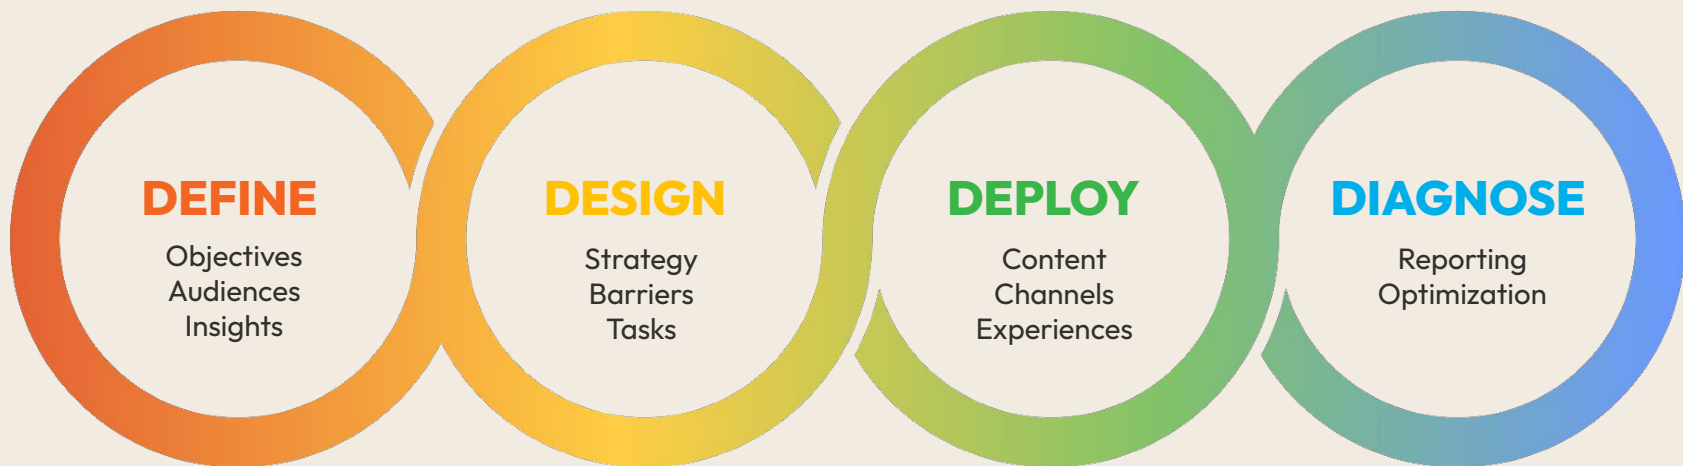 DEFINE
Objectives
Audiences
Insights
DESIGN
Strategy
Barriers
Tasks
DEPLOY
Content
Channels
Experiences
DIAGNOSE
Reporting
Optimization